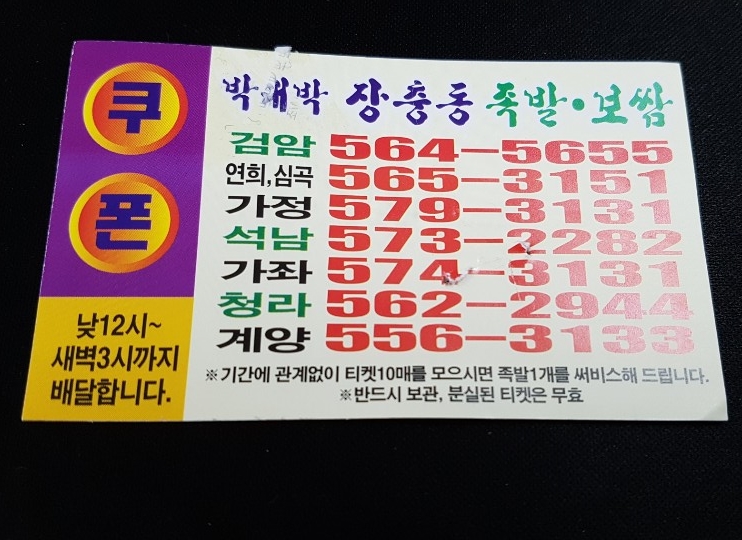 쿠
폰
낮12시~
새벽3시까지
배달합니다.
박새박 장충동 족발·보쌈
검암 564-5655
연희,심곡 565-3151
가정 579-3131
석남 573-2282
가좌 574-3131
청라 562-2944
계양 556-3133
※기간에 관계없이 티켓10매를 모으시면 족발1개를 써비스해 드립니다.
※반드시 보관, 분실된 티켓은 무효